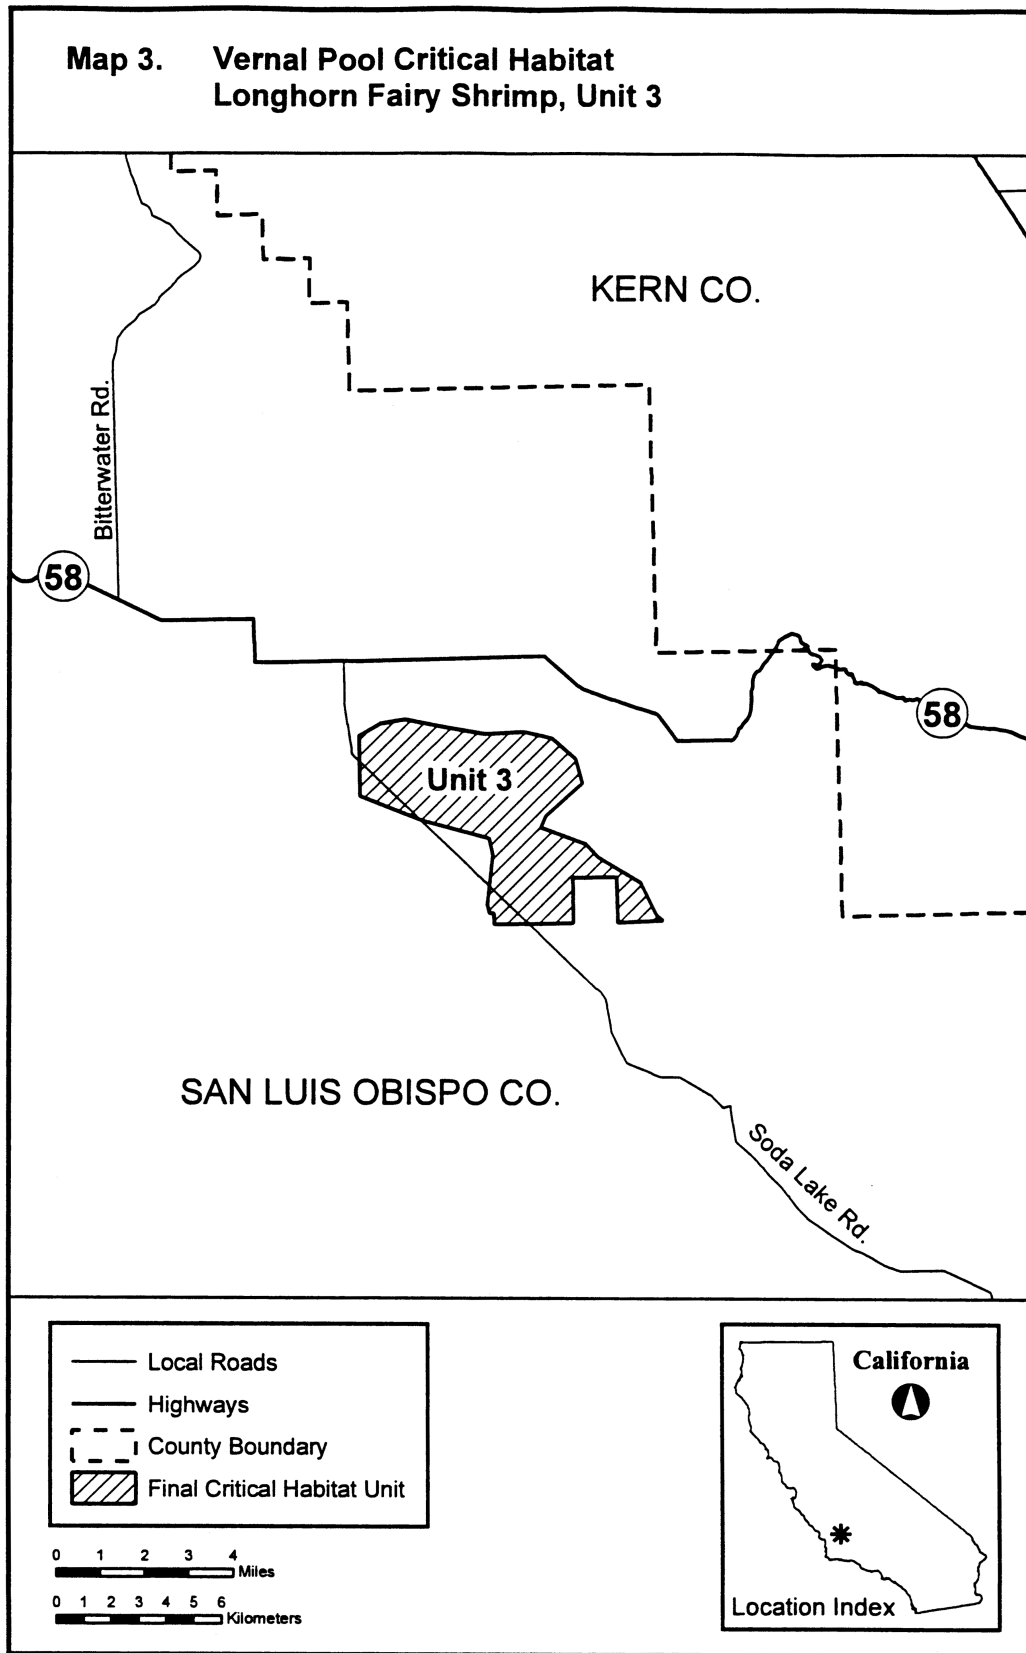 Map 3. Vernal Pool Critical Habitat
Longhorn Fairy Shrimp, Unit 3
KERN CO.
Bitterwater Rd.
58
58
Unit 3
SAN LUIS OBISPO CO.
Soda Lake Rd.
Local Roads
Highways
County Boundary
Final Critical Habitat Unit
0 1 2 3 4
Miles
0 1 2 3 4 5 6
Kilometers
California
Location Index